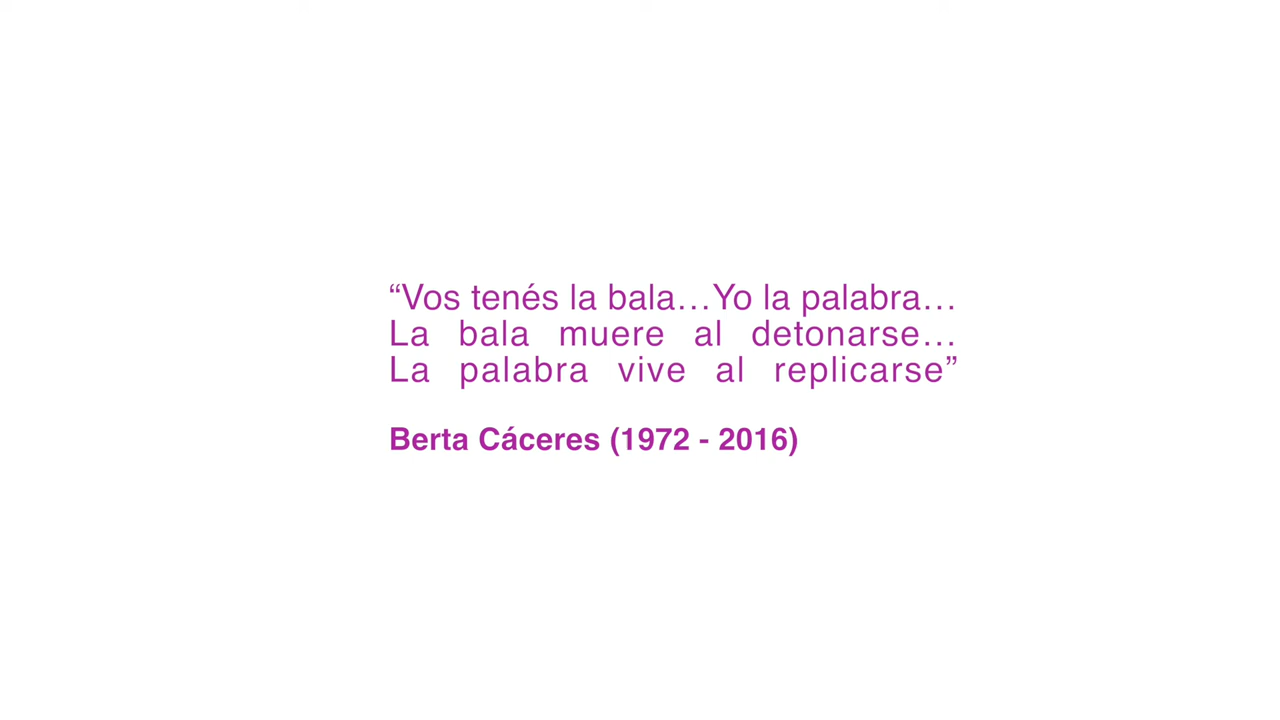 “Vos tenés la bala…Yo la palabra…
La bala muere al detonarse…
La palabra vive al replicarse”
Berta Cáceres (1972 - 2016)